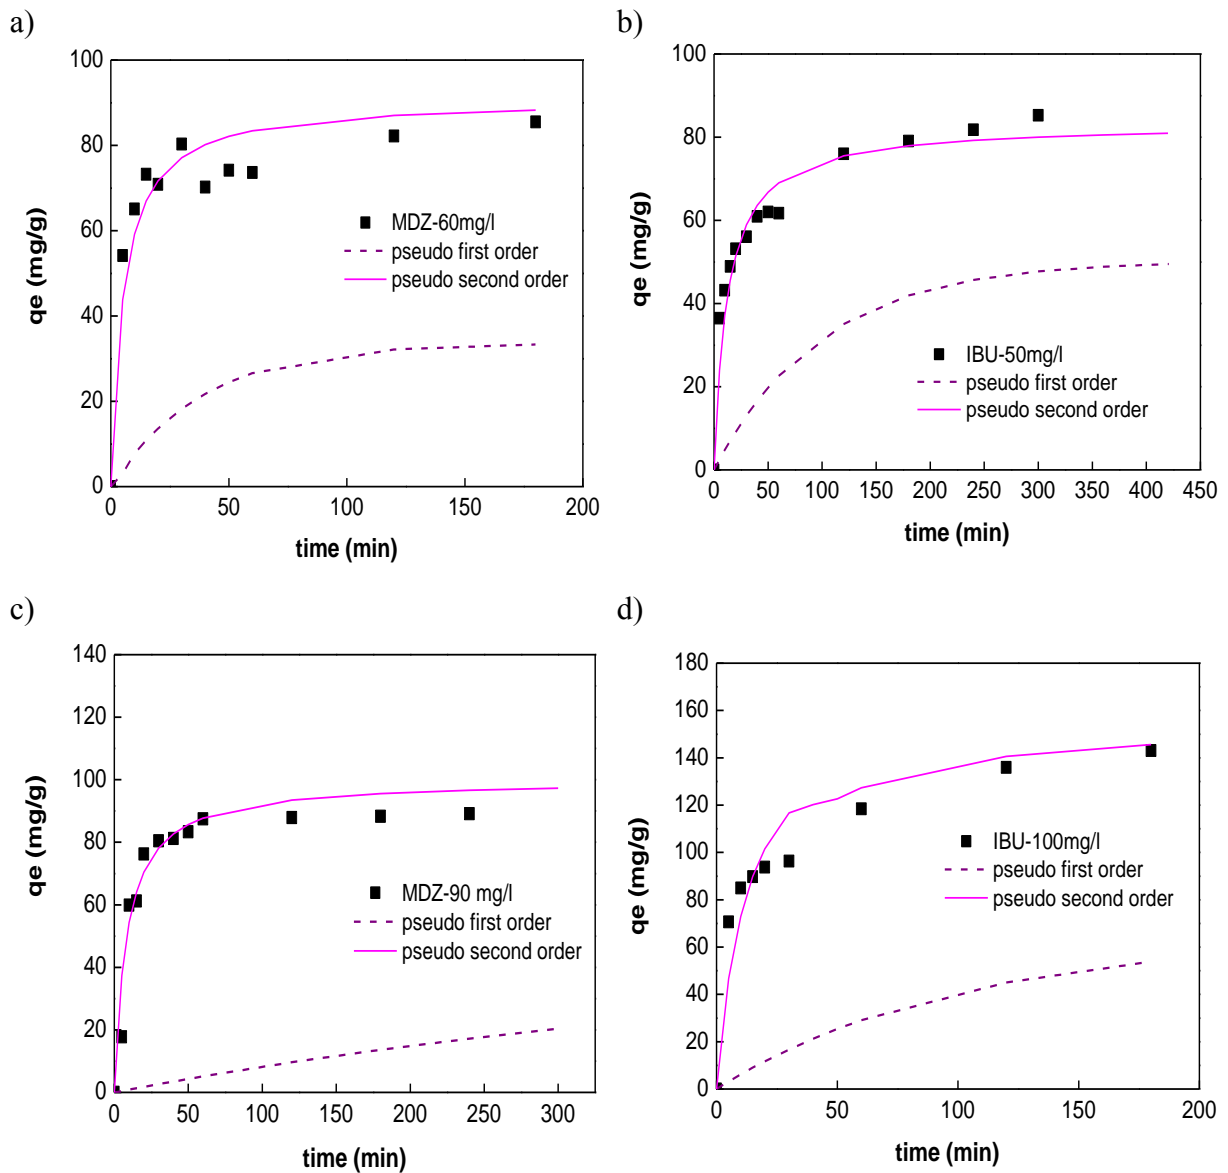 a)
100
80
60
40
20
0
qe (mg/g)
MDZ-60mg/l
pseudo first order
pseudo second order
0 50 100 150 200
time (min)
b)
100
80
60
40
20
0
qe (mg/g)
IBU-50mg/l
pseudo first order
pseudo second order
0 50 100 150 200 250 300 350 400 450
time (min)
c)
140
120
100
80
60
40
20
0
qe (mg/g)
MDZ-90 mg/l
pseudo first order
pseudo second order
0 50 100 150 200 250 300
time (min)
d)
180
160
140
120
100
80
60
40
20
0
qe (mg/g)
IBU-100mg/l
pseudo first order
pseudo second order
0 50 100 150 200
time (min)